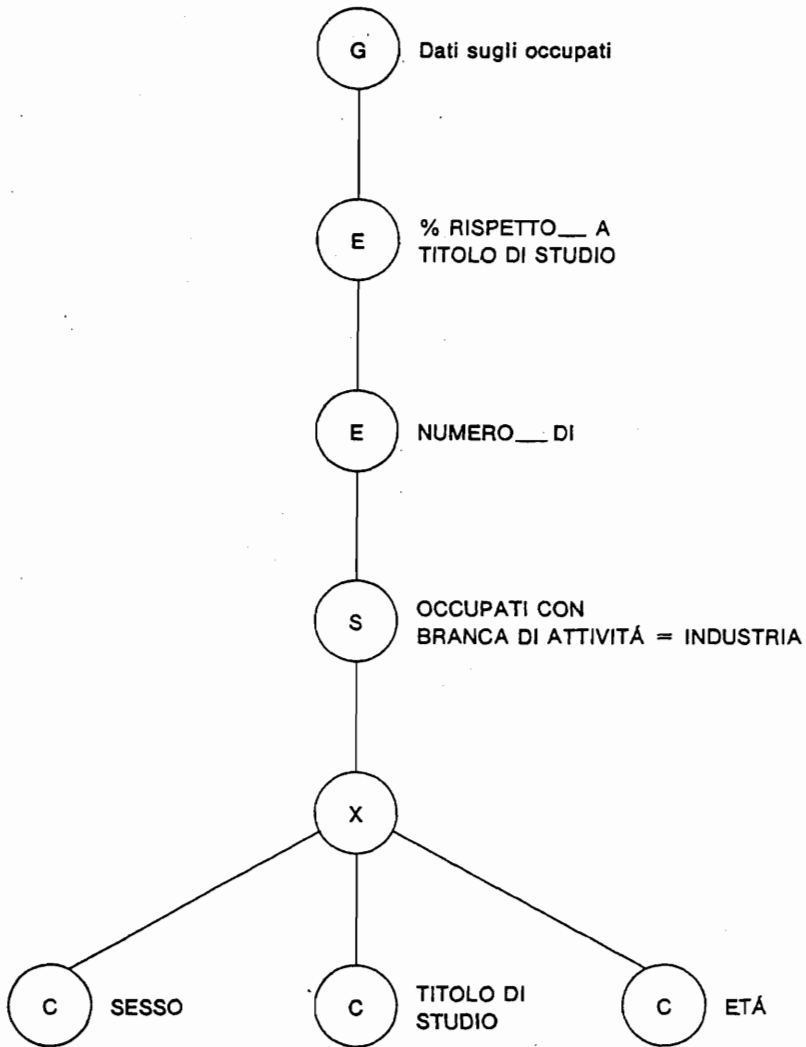 G Dati sugli occupati
E % RISPETTO__ A
TITOLO DI STUDIO
E NUMERO__ DI
S OCCUPATI CON
BRANCA DI ATTIVITÁ = INDUSTRIA
X
C SESSO
C TITOLO DI
STUDIO
C ETÁ